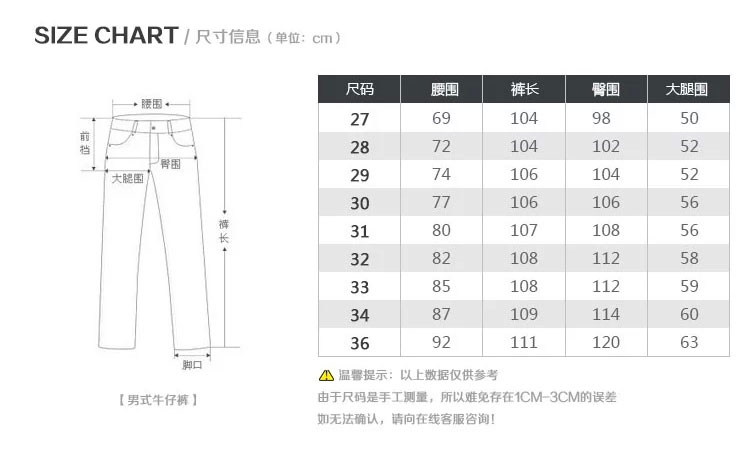 SIZE CHART / 尺寸信息（单位：cm）
腰围
前档
臀围
大腿围
裤长
脚口
【男式牛仔裤】
尺码 腰围 裤长 臀围 大腿围
27 69 104 98 50
28 72 104 102 52
29 74 106 104 52
30 77 106 106 56
31 80 107 108 56
32 82 108 112 58
33 85 108 112 59
34 87 109 114 60
36 92 111 120 63
温馨提示：以上数据仅供参考
由于尺码是手工测量，所以难免存在1CM-3CM的误差
如无法确认，请向在线客服咨询！